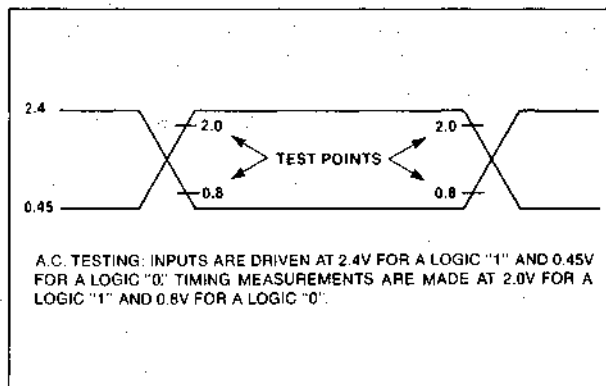 2.4
2.0
2.0
TEST POINTS
0.8
0.8
0.45
A.C. TESTING: INPUTS ARE DRIVEN AT 2.4V FOR A LOGIC "1" AND 0.45V
FOR A LOGIC "0." TIMING MEASUREMENTS ARE MADE AT 2.0V FOR A
LOGIC "1" AND 0.8V FOR A LOGIC "0".